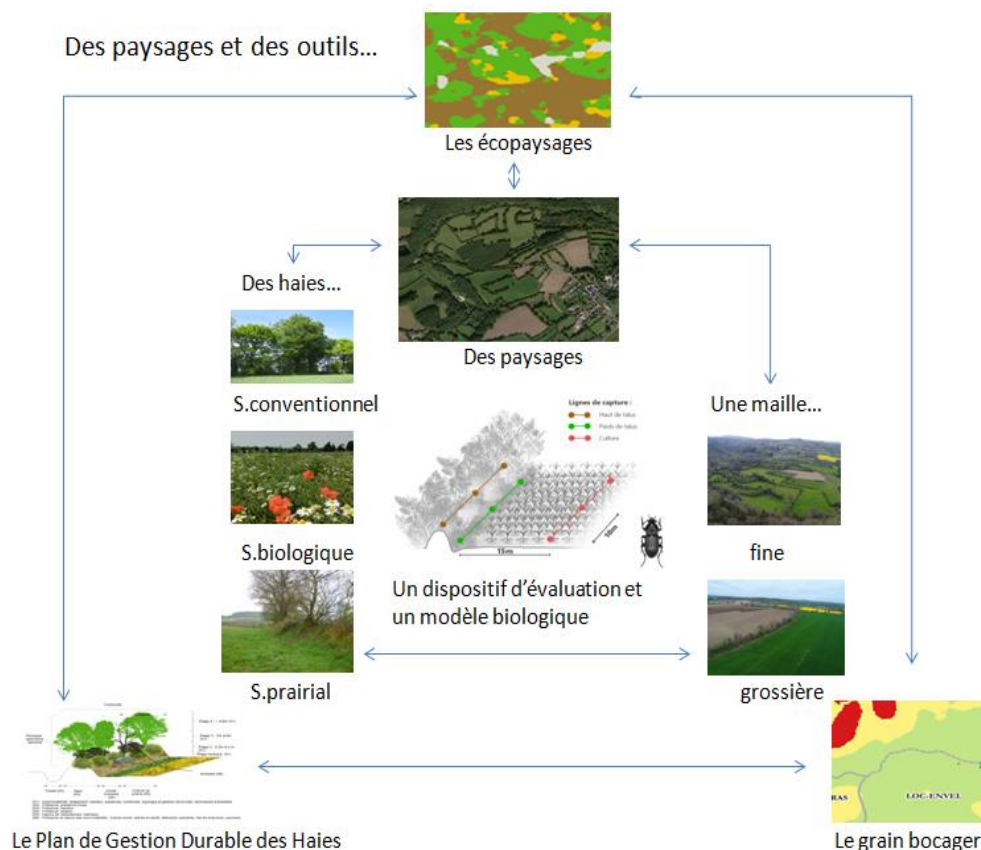 Des paysages et des outils...
Les écopaysages
Des haies...
Des paysages
S.conventionnel
Lignes de capture :
Haut de talus
Pieds de talus
Culture
Une maille...
S.biologique
15m
10m
fine
Un dispositif d'évaluation et
un modèle biologique
S.prairial
grossière
RAS
LOC-ENVEL
Le Plan de Gestion Durable des Haies
Le grain bocager